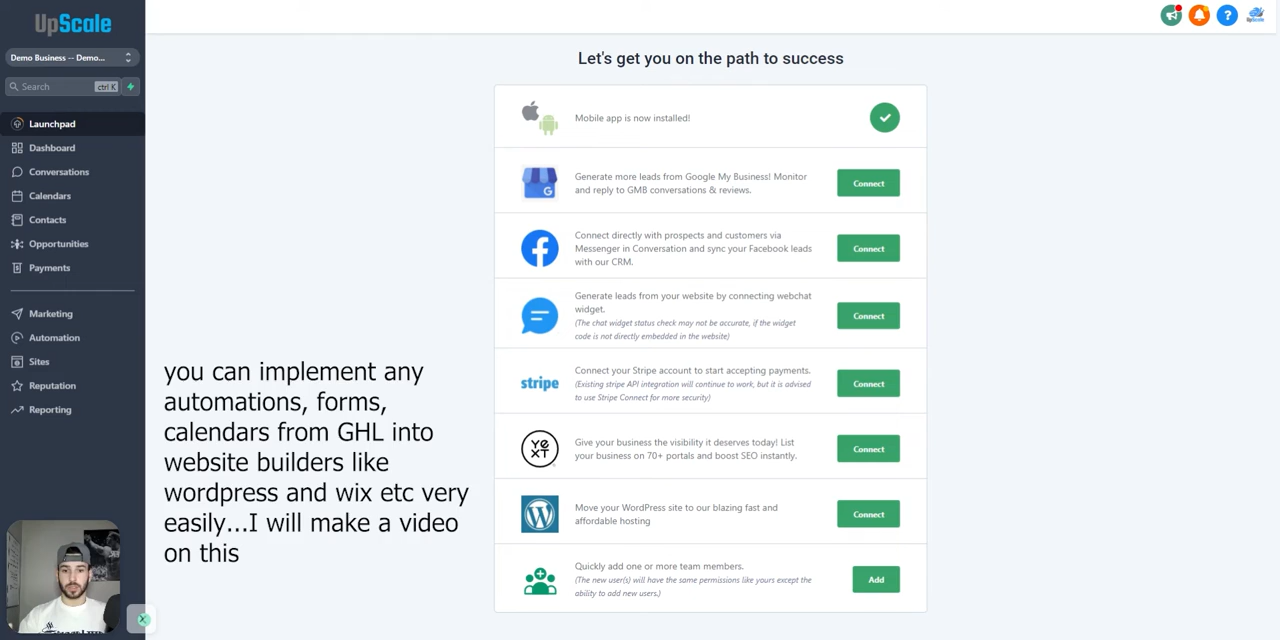 UpScale
Demo Business -- Demo...
Search
ctrl K
Launchpad
Dashboard
Conversations
Calendars
Contacts
Opportunities
Payments
Marketing
Automation
Sites
Reputation
Reporting
UpScale
Let's get you on the path to success
Mobile app is now installed!
Generate more leads from Google My Business! Monitor
and reply to GMB conversations & reviews.
Connect
Connect directly with prospects and customers via
Messenger in Conversation and sync your Facebook leads
with our CRM.
Connect
Generate leads from your website by connecting webchat
widget.
(The chat widget status check may not be accurate, if the widget
code is not directly embedded in the website)
Connect
stripe
Connect your Stripe account to start accepting payments.
(Existing stripe API integration will continue to work, but it is advised
to use Stripe Connect for more security)
Connect
YEXT
Give your business the visibility it deserves today! List
your business on 70+ portals and boost SEO instantly.
Connect
Move your WordPress site to our blazing fast and
affordable hosting
Connect
Quickly add one or more team members.
(The new user(s) will have the same permissions like yours except the
ability to add new users.)
Add
you can implement any
automations, forms,
calendars from GHL into
website builders like
wordpress and wix etc very
easily...I will make a video
on this